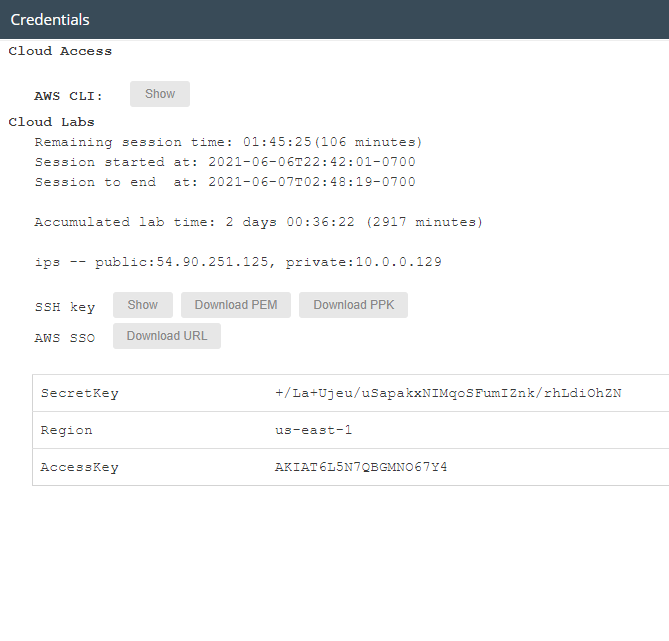 Credentials
Cloud Access
AWS CLI: Show
Cloud Labs
Remaining session time: 01:45:25(106 minutes)
Session started at: 2021-06-06T22:42:01-0700
Session to end  at: 2021-06-07T02:48:19-0700
Accumulated lab time: 2 days 00:36:22 (2917 minutes)
ips -- public:54.90.251.125, private:10.0.0.129
SSH key Show Download PEM Download PPK
AWS SSO Download URL
SecretKey +/La+Ujeu/uSapakxNIMqoSFumIZnk/rhLdiOhZN
Region us-east-1
AccessKey AKIAT6L5N7QBGMNO67Y4